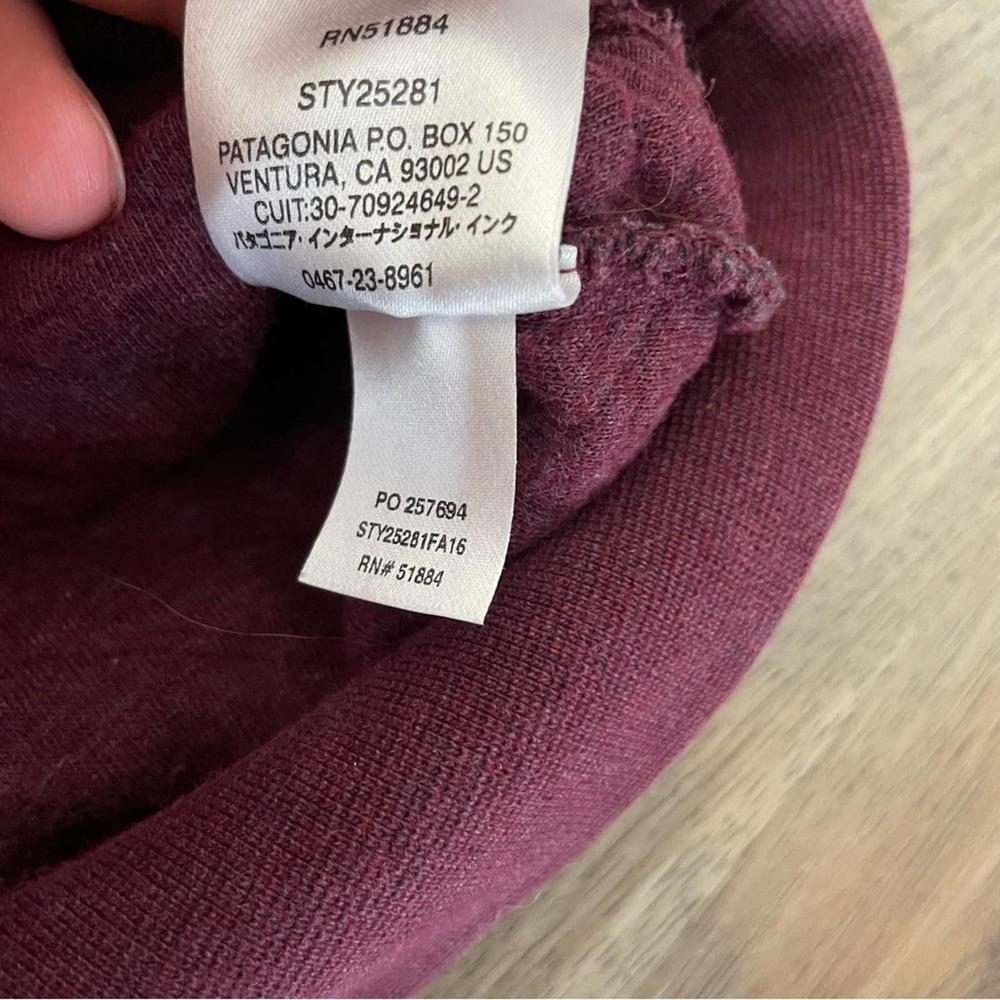 RN51884
STY25281
PATAGONIA P.O. BOX 150
VENTURA, CA 93002 US
CUIT:30-70924649-2
パタゴニア・インターナショナル・インク
0467-23-8961
PO 257694
STY25281FA16
RN# 51884